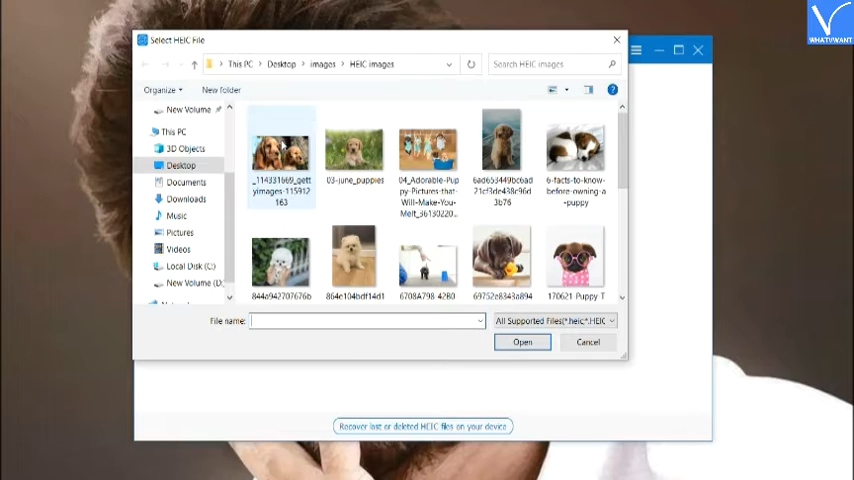 WHATVWANT
Select HEIC File
This PC
Desktop
images
HEIC images
Search HEIC images
Organize
New folder
New Volume
This PC
3D Objects
Desktop
Documents
Downloads
Music
Pictures
Videos
Local Disk (C:)
New Volume (D:
_114331669_gett
yimages-115912
163
03-june_puppies
04_Adorable-Pup
py-Pictures-that-
Will-Make-You-
Melt_36130220...
6ad653449bc6ad
21cf3de438c96d
3b76
6-facts-to-know-
before-owning-a
-puppy
844a942707676b
864c104bdf14d1
6708A798-42B0
69752e8343a894
170621-Puppy-T
File name:
All Supported Files(*.heic;*.HEIC
Open
Cancel
Recover lost or deleted HEIC files on your device